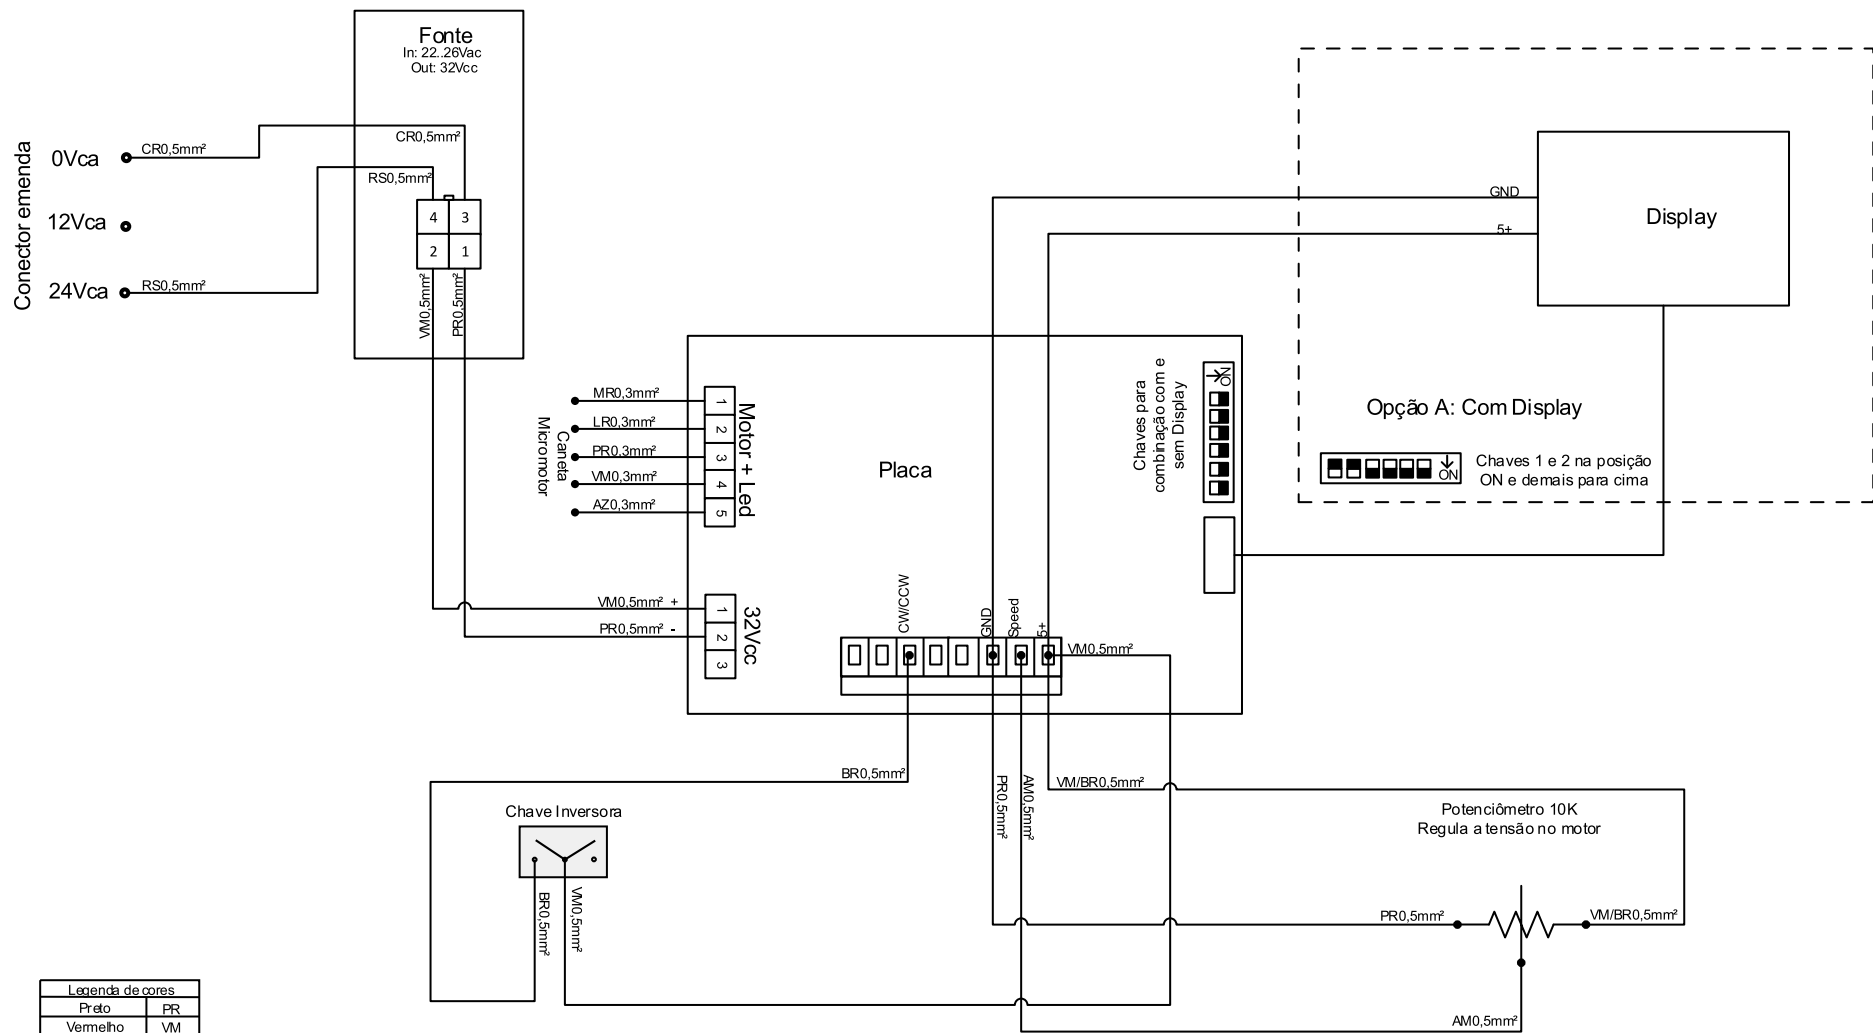 Fonte
In: 22..26Vac
Out: 32Vcc
Conector emenda
0Vca
CR0,5mm²
CR0,5mm²
RS0,5mm²
12Vca
24Vca
RS0,5mm²
4
3
2
1
VM0,5mm²
PR0,5mm²
GND
5+
Display
Opção A: Com Display
ON
Chaves 1 e 2 na posição
ON e demais para cima
Placa
Chaves para
combinação com e
sem Display
ON
MR0,3mm²
LR0,3mm²
PR0,3mm²
VM0,3mm²
AZ0,3mm²
Caneta
Micromotor
1
2
3
4
5
Motor + Led
VM0,5mm² +
PR0,5mm² -
1
2
3
32Vcc
CW/CCW
GND
Speed
5+
VM0,5mm²
BR0,5mm²
PR0,5mm²
AM0,5mm²
VM/BR0,5mm²
Chave Inversora
BR0,5mm²
VM0,5mm²
Potenciômetro 10K
Regula a tensão no motor
PR0,5mm²
VM/BR0,5mm²
AM0,5mm²
Legenda de cores
Preto PR
Vermelho VM